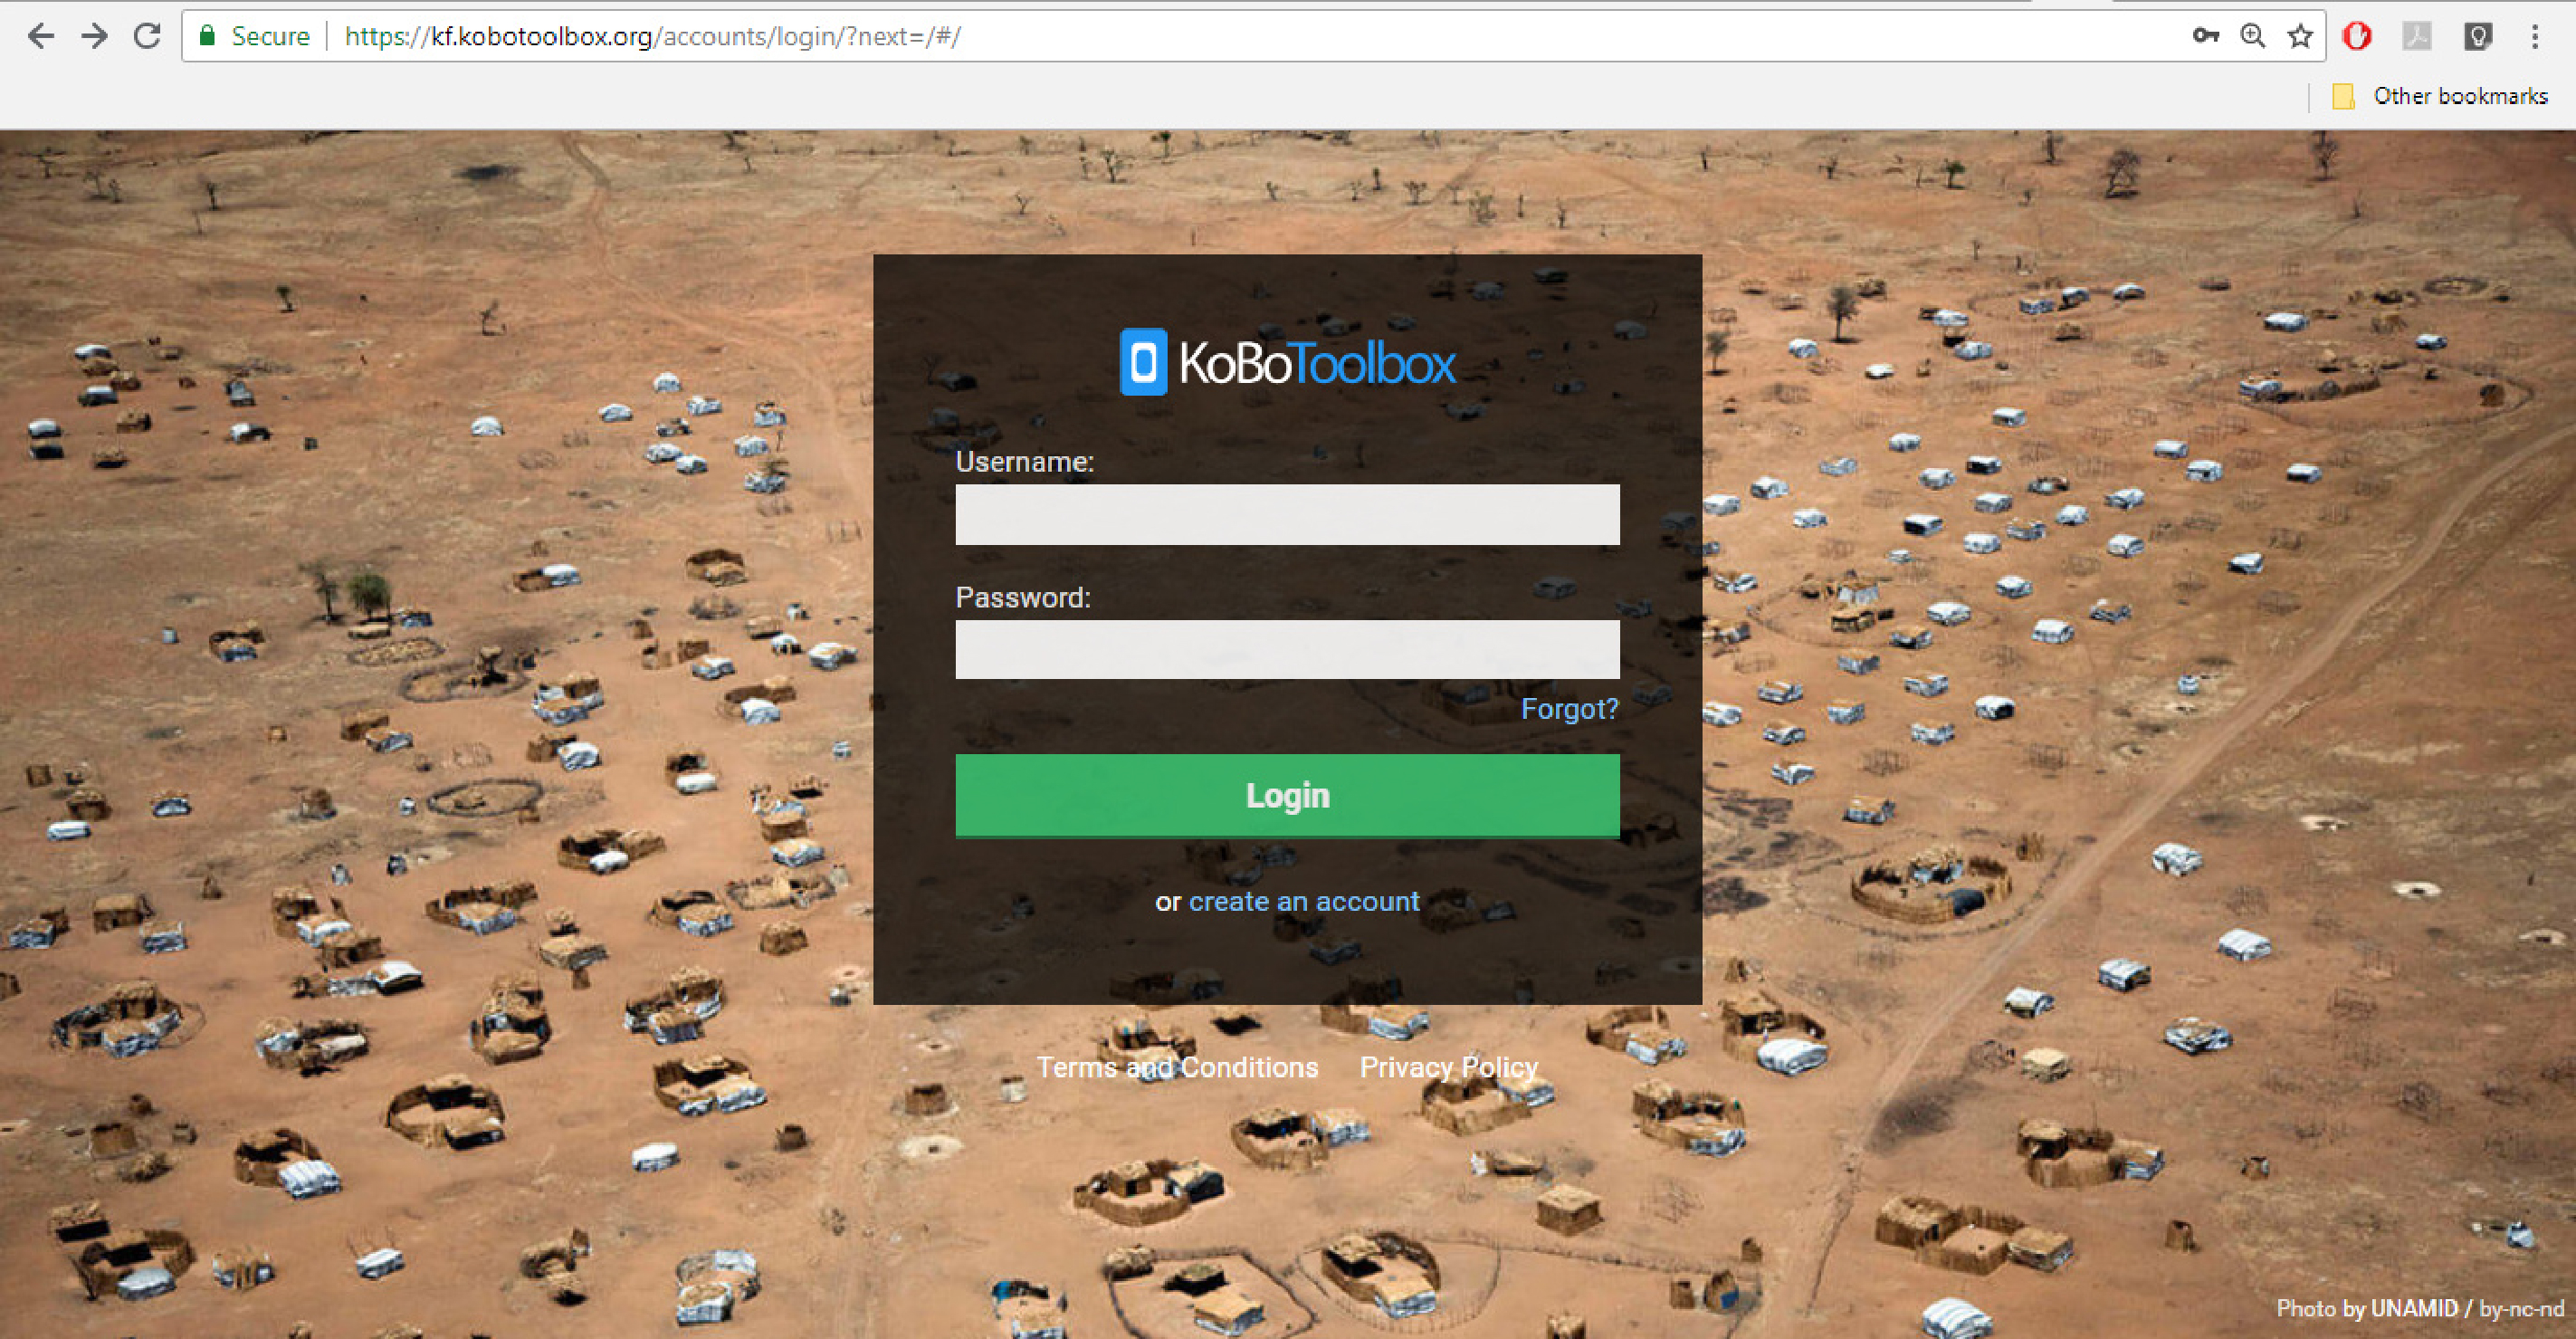 Secure https://kf.kobotoolbox.org/accounts/login/?next=/#/
Other bookmarks
KoBoToolbox
Username:
Password:
Forgot?
Login
or create an account
Terms and Conditions Privacy Policy
Photo by UNAMID / by-nc-nd